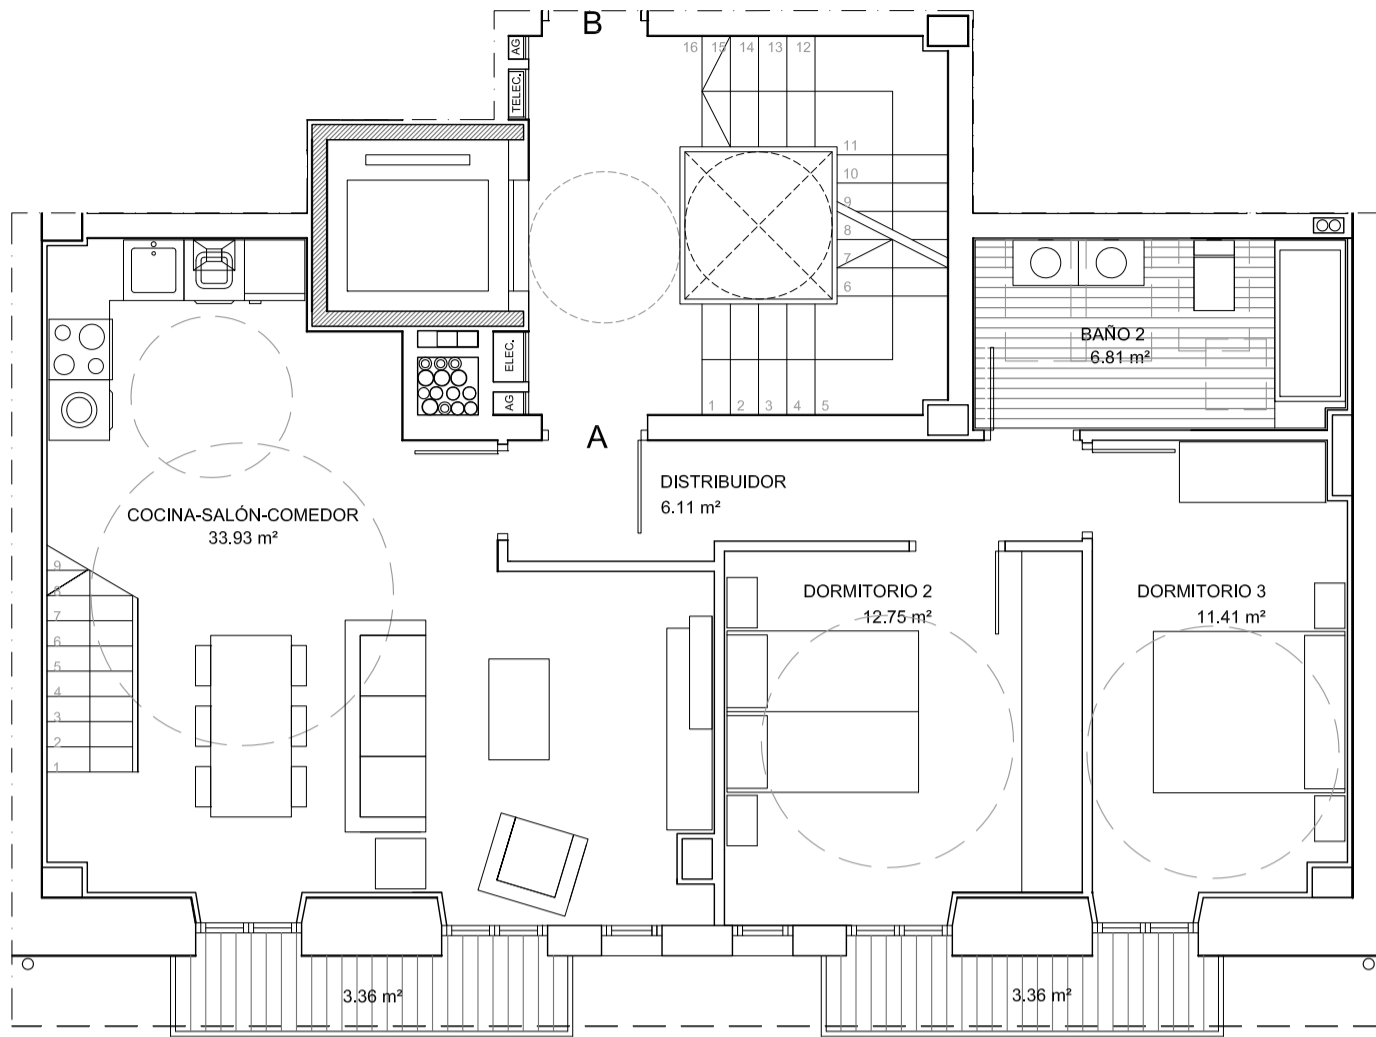 B
AG
TELEC.
16 15 14 13 12
11
10
9
8
7
6
ELEC.
AG
1 2 3 4 5
A
BAÑO 2
6.81 m²
DISTRIBUIDOR
6.11 m²
COCINA-SALÓN-COMEDOR
33.93 m²
9
8
7
6
5
4
3
2
1
DORMITORIO 2
12.75 m²
DORMITORIO 3
11.41 m²
3.36 m²
3.36 m²